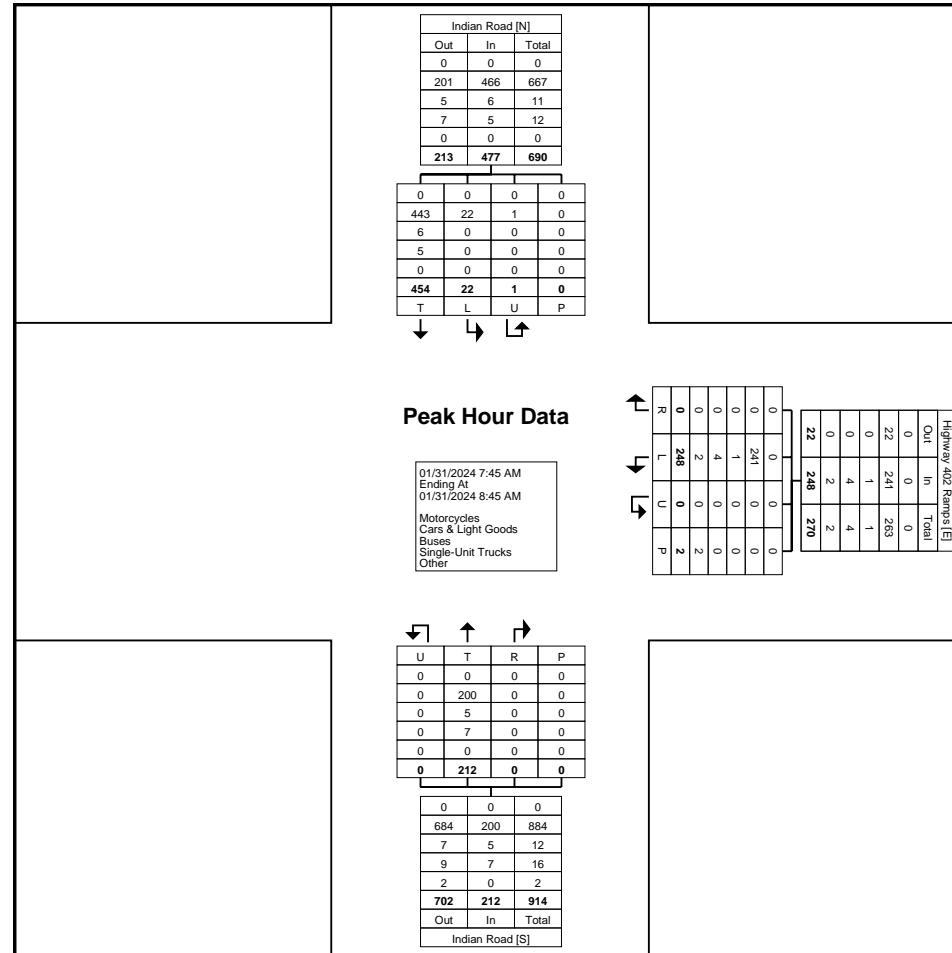 Indian Road [N]
Out In Total
0 0 0
201 466 667
5 6 11
7 5 12
0 0 0
213 477 690
0 0 0 0
443 22 1 0
6 0 0 0
5 0 0 0
0 0 0 0
454 22 1 0
T L U P
Peak Hour Data
01/31/2024 7:45 AM
Ending At
01/31/2024 8:45 AM
Motorcycles
Cars & Light Goods
Buses
Single-Unit Trucks
Other
Highway 402 Ramps [E]
Out In Total
0 0 0
22 241 263
0 1 1
0 4 4
0 2 2
22 248 270
0 0 0 0
0 241 0 0
0 1 0 0
0 4 0 0
0 2 0 2
0 248 0 2
R L U P
U T R P
0 0 0 0
0 200 0 0
0 5 0 0
0 7 0 0
0 0 0 0
0 212 0 0
0 0 0
684 200 884
7 5 12
9 7 16
2 0 2
702 212 914
Out In Total
Indian Road [S]